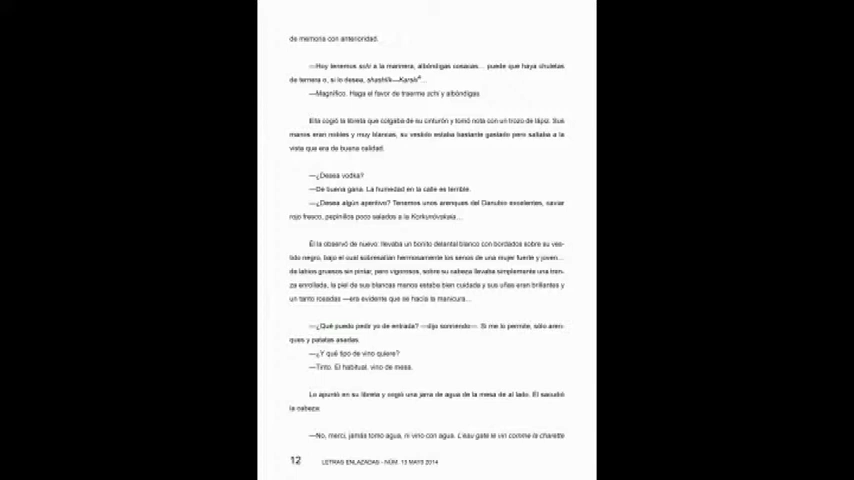 de memoria con anterioridad.
—Hoy tenemos schi a la marinera, albóndigas cosacas… puede que haya chuletas
de ternera o, si lo desea, shashlik—Karski
—Magnífico. Haga el favor de traerme schi y albóndigas
Ella cogió la libreta que colgaba de su cinturón y tomó nota con un trozo de lápiz. Sus
manos eran nobles y muy blancas, su vestido estaba bastante gastado pero saltaba a la
vista que era de buena calidad.
—¿Desea vodka?
—De buena gana. La humedad en la calle es terrible.
—¿Desea algún aperitivo? Tenemos unos arenques del Danubio excelentes, caviar
rojo fresco, pepinillos poco salados a la Korkunóvskaia…
Él la observó de nuevo: llevaba un bonito delantal blanco con bordados sobre su ves-
tido negro, bajo el cual sobresalían hermosamente los senos de una mujer fuerte y joven…
de labios gruesos sin pintar, pero vigorosos, sobre su cabeza llevaba simplemente una tren-
za enrollada, la piel de sus blancas manos estaba bien cuidada y sus uñas eran brillantes y
un tanto rosadas —era evidente que se hacía la manicura…
—¿Qué puedo pedir yo de entrada? —dijo sonriendo—. Si me lo permite, sólo aren-
ques y patatas asadas.
—¿Y qué tipo de vino quiere?
—Tinto. El habitual, vino de mesa.
Lo apuntó en su libreta y cogió una jarra de agua de la mesa de al lado. Él sacudió
la cabeza:
—No, merci, jamás tomo agua, ni vino con agua. L'eau gate le vin comme la charette
12 LETRAS ENLAZADAS - NÚM. 13 MAYO 2014